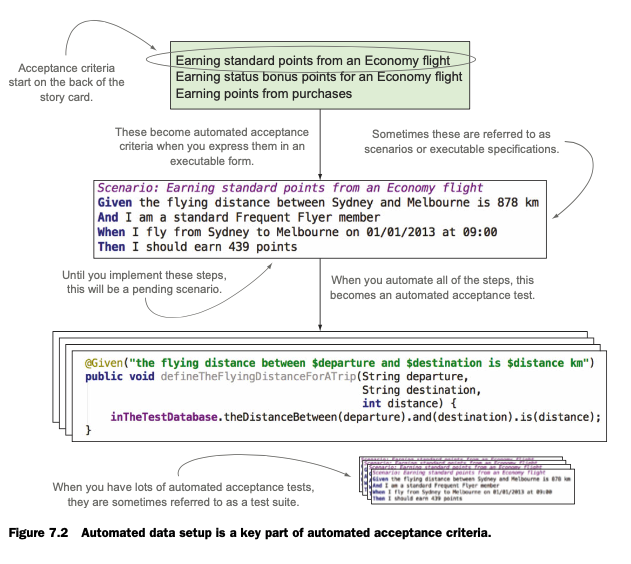 Acceptance criteria
start on the back of the
story card.
Earning standard points from an Economy flight
Earning status bonus points for an Economy flight
Earning points from purchases
These become automated acceptance
criteria when you express them in an
executable form.
Sometimes these are referred to as
scenarios or executable specifications.
Scenario: Earning standard points from an Economy flight
Given the flying distance between Sydney and Melbourne is 878 km
And I am a standard Frequent Flyer member
When I fly from Sydney to Melbourne on 01/01/2013 at 09:00
Then I should earn 439 points
Until you implement these steps,
this will be a pending scenario.
When you automate all of the steps, this
becomes an automated acceptance test.
@Given("the flying distance between $departure and $destination is $distance km")
public void defineTheFlyingDistanceForATrip(String departure,
String destination,
int distance) {
inTheTestDatabase.theDistanceBetween(departure).and(destination).is(distance);
}
When you have lots of automated acceptance tests,
they are sometimes referred to as a test suite.
Scenario: Earning standard points from an Economy flight
Given the flying distance between Sydney and Melbourne is 878 km
And I am a standard Frequent Flyer member
When I fly from Sydney to Melbourne on 01/01/2013 at 09:00
Then I should earn 439 points
Figure 7.2 Automated data setup is a key part of automated acceptance criteria.